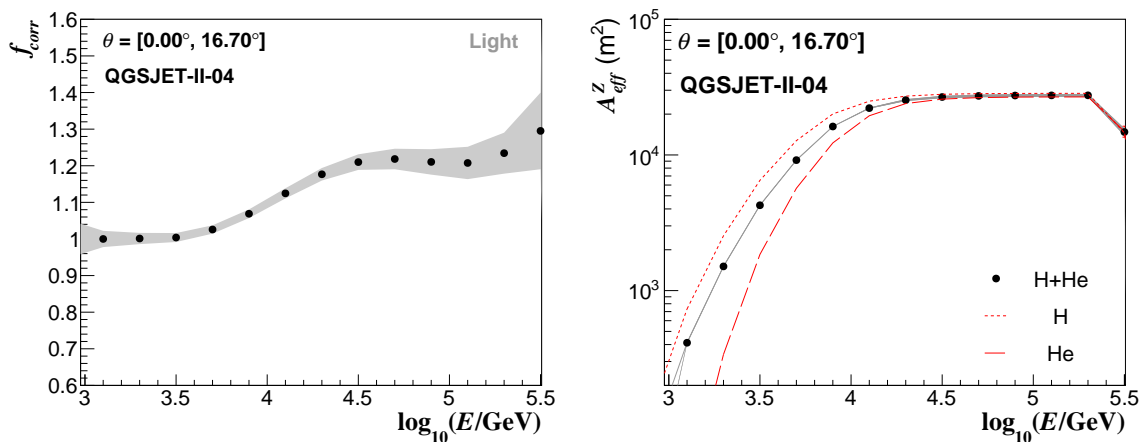 f_corr
θ = [0.00°, 16.70°]
Light
QGSJET-II-04
1.6
1.5
1.4
1.3
1.2
1.1
1
0.9
0.8
0.7
0.6
3
3.5
4
4.5
5
5.5
log₁₀(E/GeV)
A^Z_eff (m²)
θ = [0.00°, 16.70°]
QGSJET-II-04
10⁵
10⁴
10³
H+He
H
He
3
3.5
4
4.5
5
5.5
log₁₀(E/GeV)